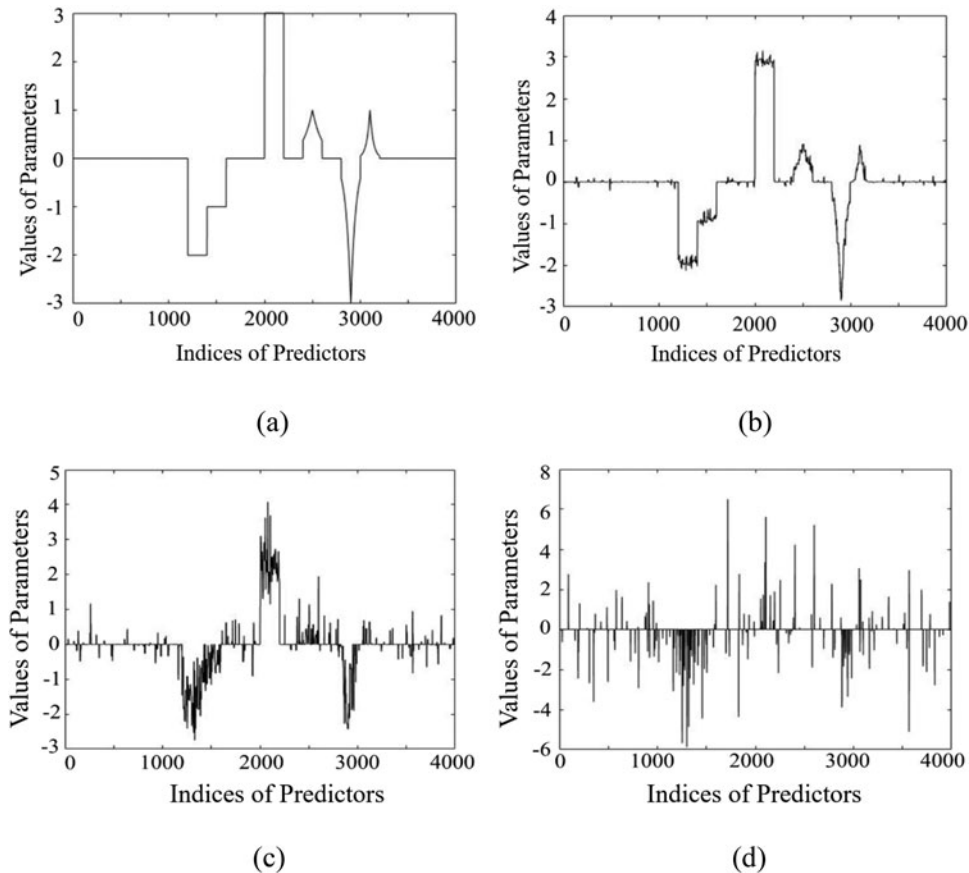 3
2
1
0
-1
-2
-3
0 1000 2000 3000 4000
Values of Parameters
Indices of Predictors
(a)
4
3
2
1
0
-1
-2
-3
0 1000 2000 3000 4000
Values of Parameters
Indices of Predictors
(b)
5
4
3
2
1
0
-1
-2
-3
0 1000 2000 3000 4000
Values of Parameters
Indices of Predictors
(c)
8
6
4
2
0
-2
-4
-6
0 1000 2000 3000 4000
Values of Parameters
Indices of Predictors
(d)